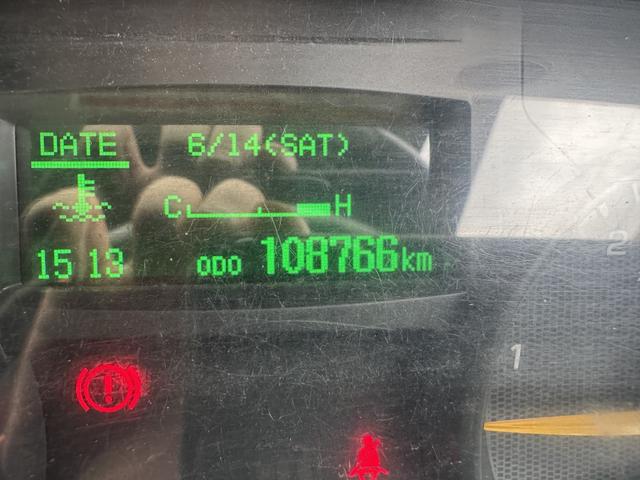 DATE 6/14(SAT)
C H
15 13 ODO 108766km
2
1